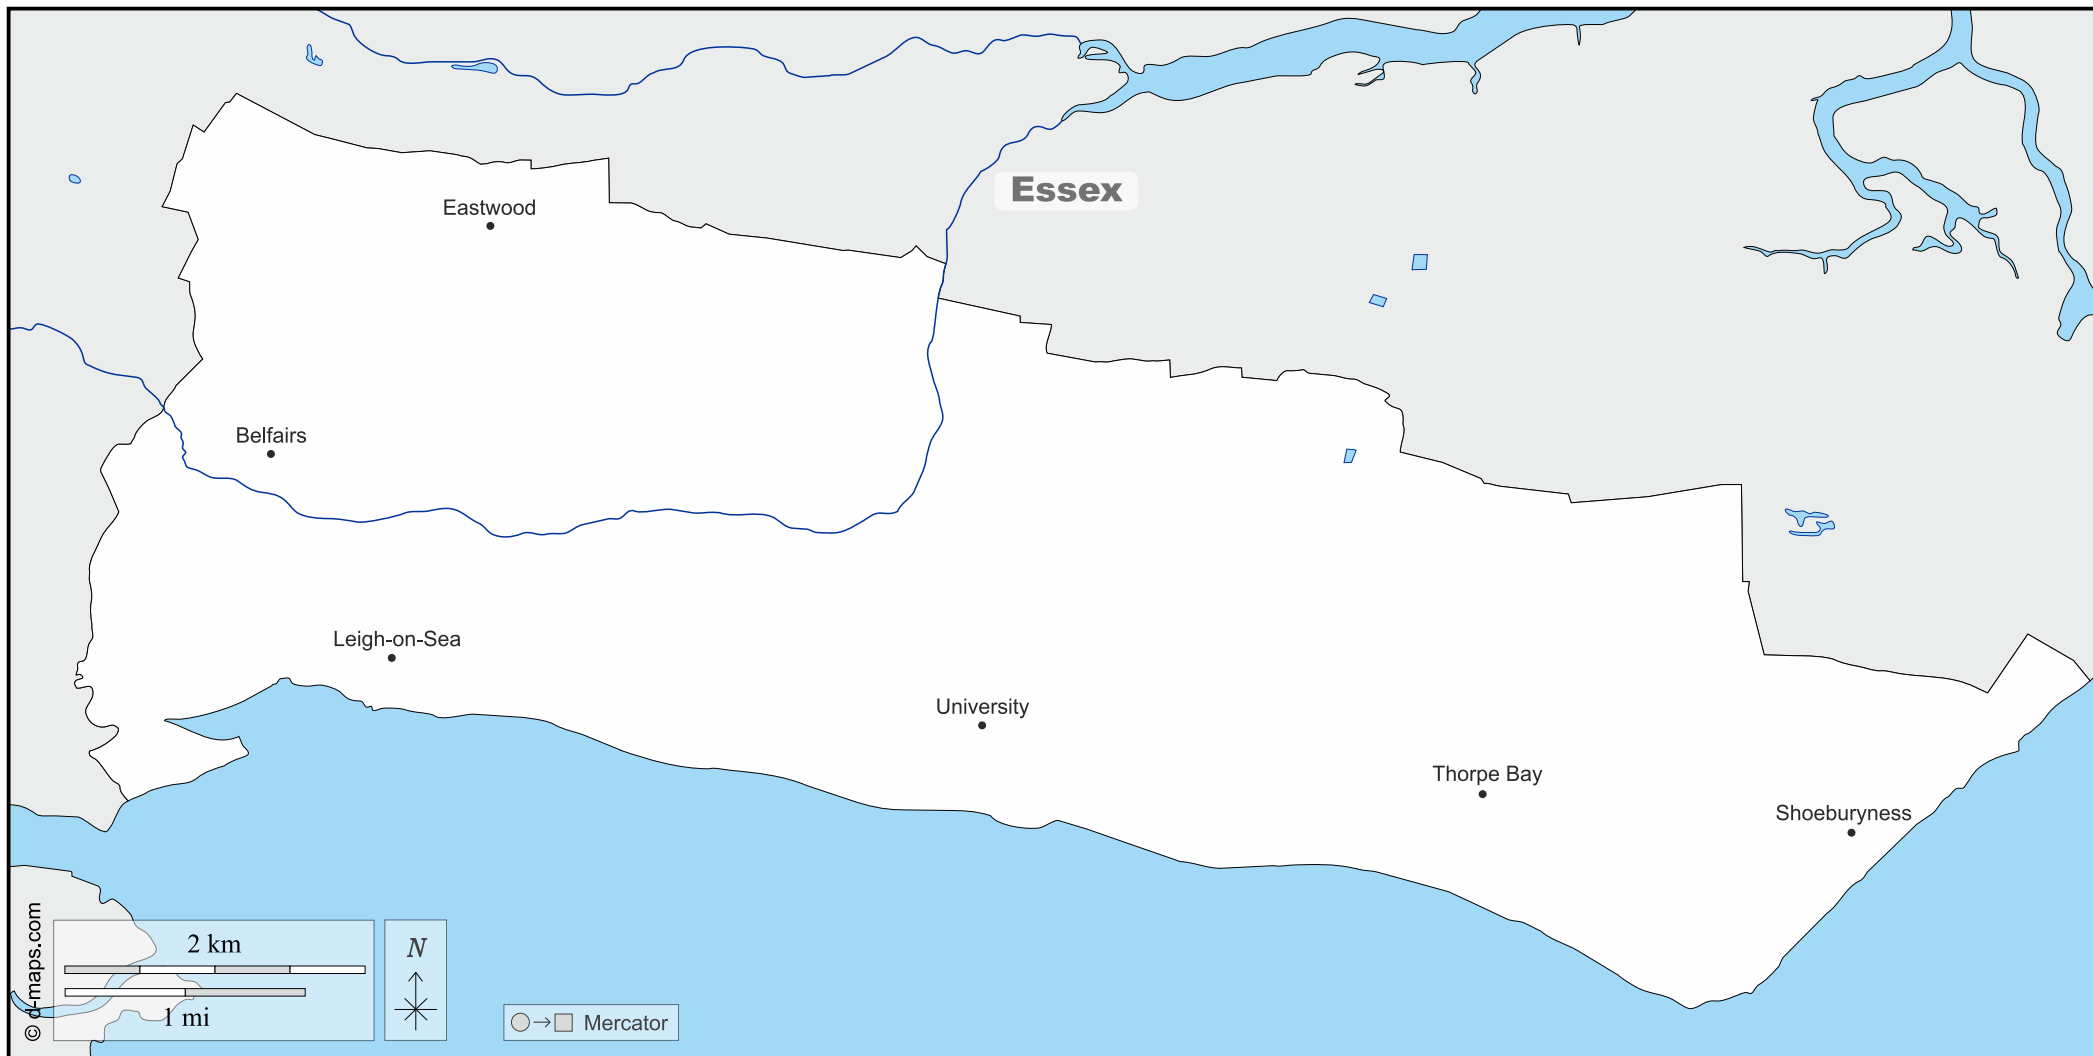 Essex
Eastwood
Belfairs
Leigh-on-Sea
University
Thorpe Bay
Shoeburyness
© d-maps.com
2 km
1 mi
N
Mercator